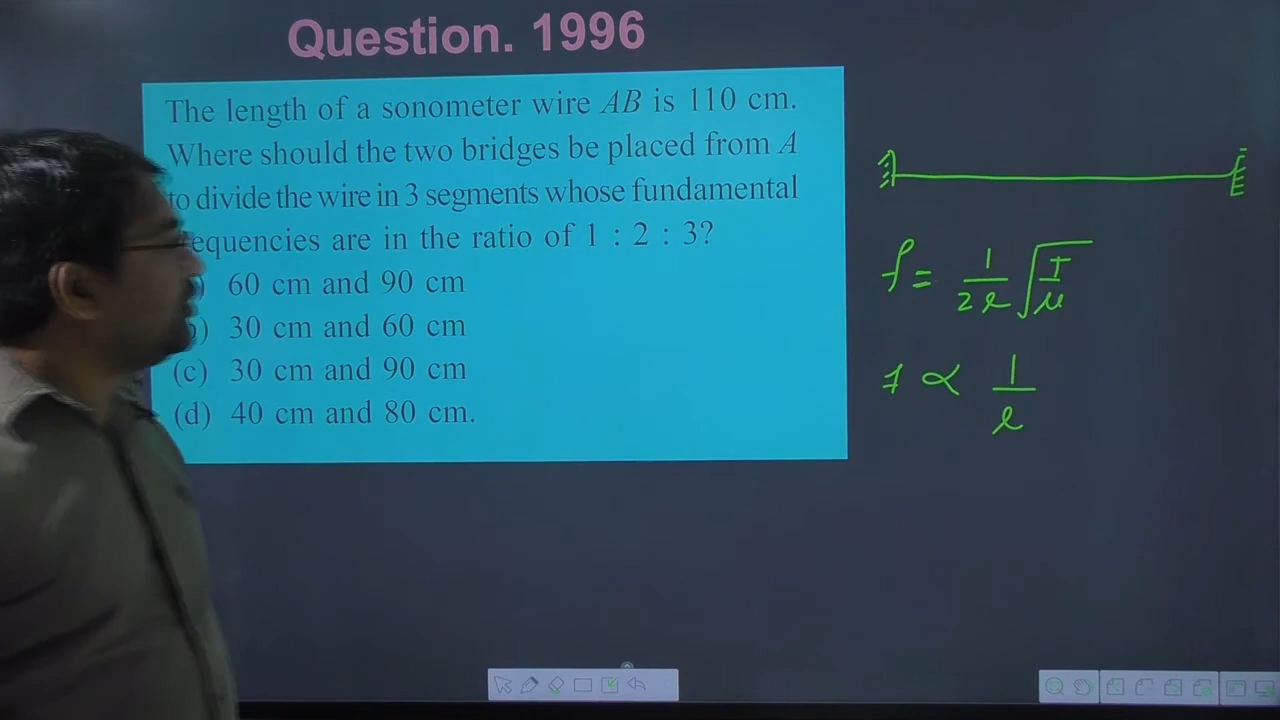 Question. 1996
The length of a sonometer wire AB is 110 cm.
Where should the two bridges be placed from A
to divide the wire in 3 segments whose fundamental
equencies are in the ratio of 1 : 2 : 3?
) 60 cm and 90 cm
) 30 cm and 60 cm
(c) 30 cm and 90 cm
(d) 40 cm and 80 cm.
f = 1/2l √T/μ
f ∝ 1/l